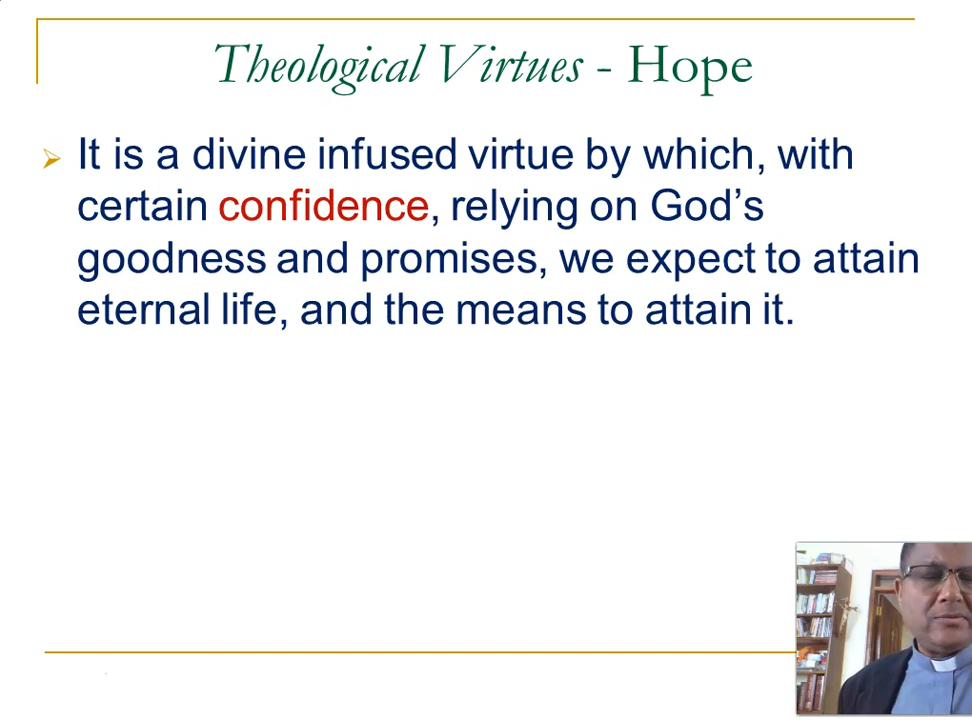 Theological Virtues - Hope
It is a divine infused virtue by which, with
certain confidence, relying on God’s
goodness and promises, we expect to attain
eternal life, and the means to attain it.